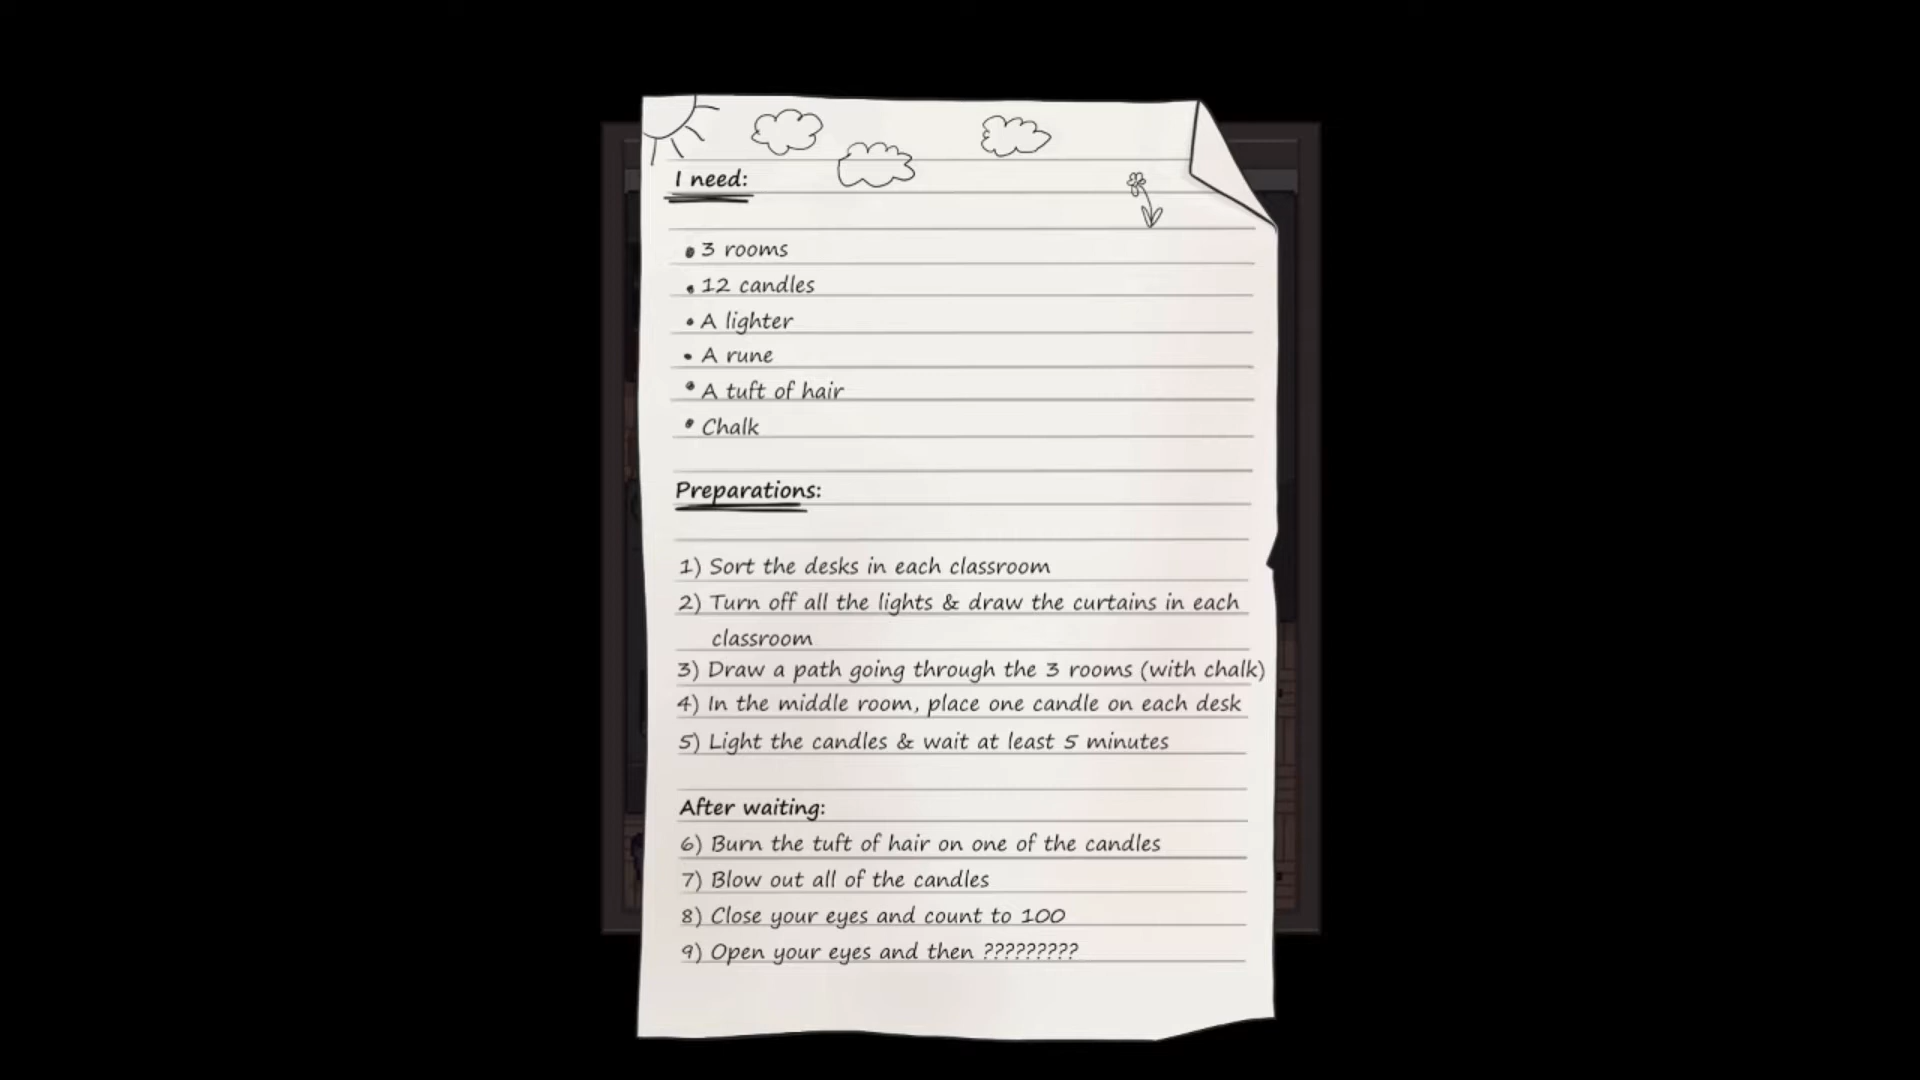 I need:
• 3 rooms
• 12 candles
• A lighter
• A rune
• A tuft of hair
• Chalk
Preparations:
1) Sort the desks in each classroom
2) Turn off all the lights & draw the curtains in each
classroom
3) Draw a path going through the 3 rooms (with chalk)
4) In the middle room, place one candle on each desk
5) Light the candles & wait at least 5 minutes
After waiting:
6) Burn the tuft of hair on one of the candles
7) Blow out all of the candles
8) Close your eyes and count to 100
9) Open your eyes and then ?????????